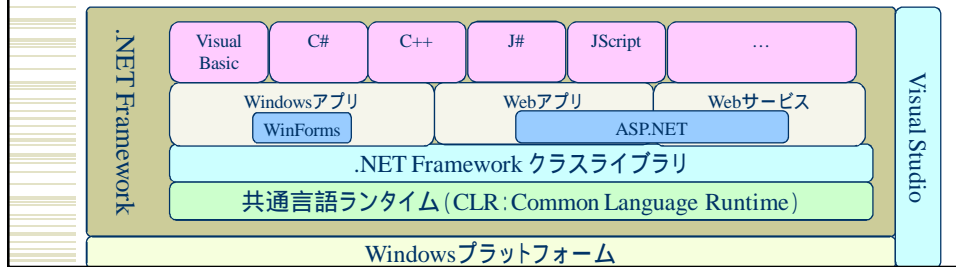 .NET Framework
Visual
Basic
C#
C++
J#
JScript
…
Windowsアプリ
Webアプリ
Webサービス
WinForms
ASP.NET
.NET Framework クラスライブラリ
共通言語ランタイム(CLR:Common Language Runtime)
Windowsプラットフォーム
Visual Studio